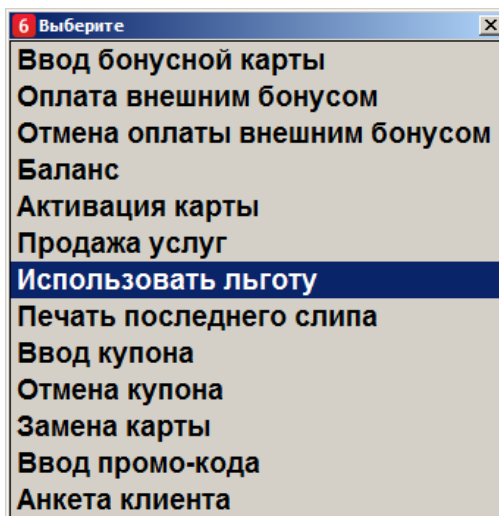 6 Выберите
Ввод бонусной карты
Оплата внешним бонусом
Отмена оплаты внешним бонусом
Баланс
Активация карты
Продажа услуг
Использовать льготу
Печать последнего слипа
Ввод купона
Отмена купона
Замена карты
Ввод промо-кода
Анкета клиента